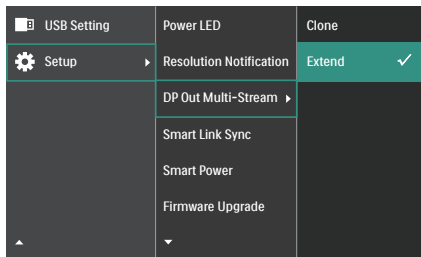 USB Setting
Setup
Power LED
Resolution Notification
DP Out Multi-Stream
Smart Link Sync
Smart Power
Firmware Upgrade
Clone
Extend